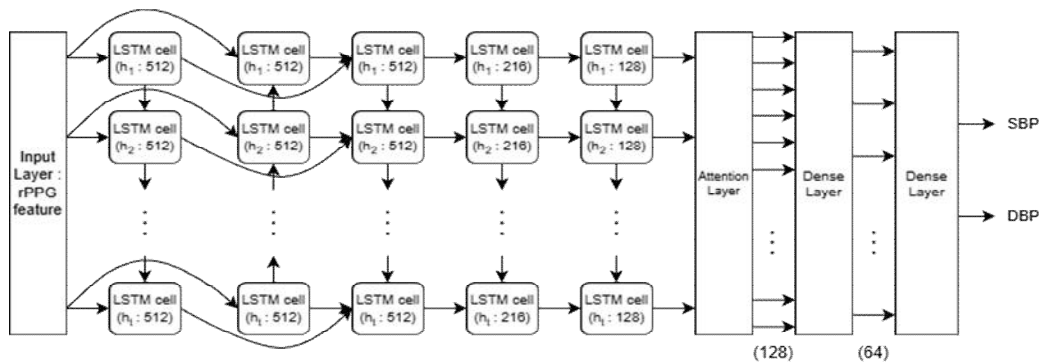 Input
Layer :
rPPG
feature
LSTM cell
(h1 : 512)
LSTM cell
(h1 : 512)
LSTM cell
(h1 : 512)
LSTM cell
(h1 : 216)
LSTM cell
(h1 : 128)
LSTM cell
(h2 : 512)
LSTM cell
(h2 : 512)
LSTM cell
(h2 : 512)
LSTM cell
(h2 : 216)
LSTM cell
(h2 : 128)
LSTM cell
(ht : 512)
LSTM cell
(ht : 512)
LSTM cell
(ht : 512)
LSTM cell
(ht : 216)
LSTM cell
(ht : 128)
Attention
Layer
(128)
Dense
Layer
(64)
Dense
Layer
SBP
DBP